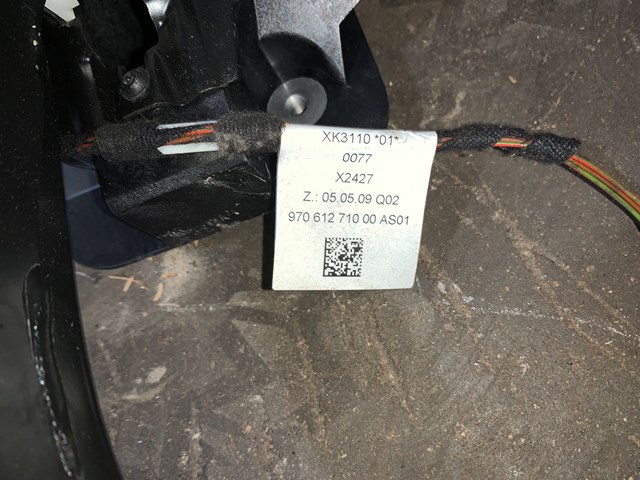 XK3110 *01*
0077
X2427
Z.: 05.05.09 Q02
970 612 710 00 AS01